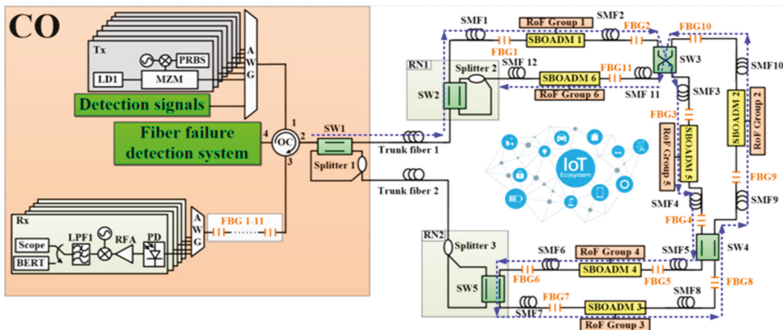 CO
Tx
PRBS
LD1
MZM
A
W
G
Detection signals
Fiber failure
detection system
1
2
3
4
OC
SW1
Splitter 1
Trunk fiber 1
Trunk fiber 2
Rx
Scope
BERT
LPF1
RFA
PD
A
W
G
FBG 1-11
RN1
Splitter 2
SW2
SMF1
FBG1
RoF Group 1
SBOADM 1
SMF2
FBG2
SW3
FBG10
SMF10
SMF 12
SBOADM 6
RoF Group 6
FBG11
SMF 11
SMF3
FBG3
SBOADM 5
RoF Group 5
SMF4
FBG4
SBOADM 2
RoF Group 2
FBG9
SMF9
SW4
IoT
Ecosystem
RN2
Splitter 3
SW5
SMF6
FBG6
RoF Group 4
SBOADM 4
SMF5
FBG5
FBG8
SMF7
FBG7
SBOADM 3
RoF Group 3
SMF8